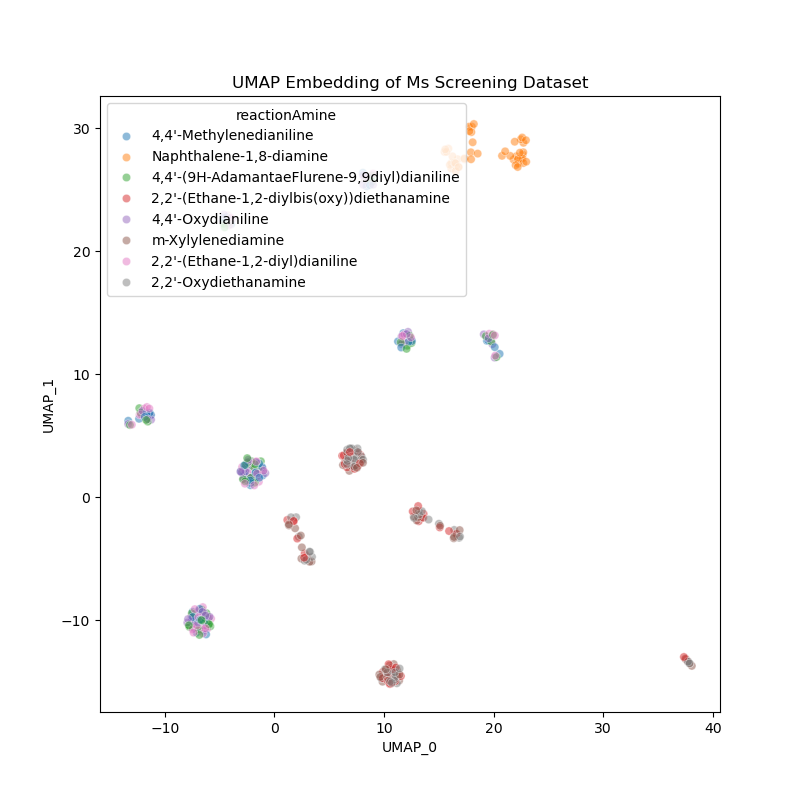 UMAP Embedding of Ms Screening Dataset
reactionAmine
4,4'-Methylenedianiline
Naphthalene-1,8-diamine
4,4'-(9H-AdamantaeFlurene-9,9diyl)dianiline
2,2'-(Ethane-1,2-diylbis(oxy))diethanamine
4,4'-Oxydianiline
m-Xylylenediamine
2,2'-(Ethane-1,2-diyl)dianiline
2,2'-Oxydiethanamine
30
20
10
0
−10
UMAP_1
−10 0 10 20 30 40
UMAP_0